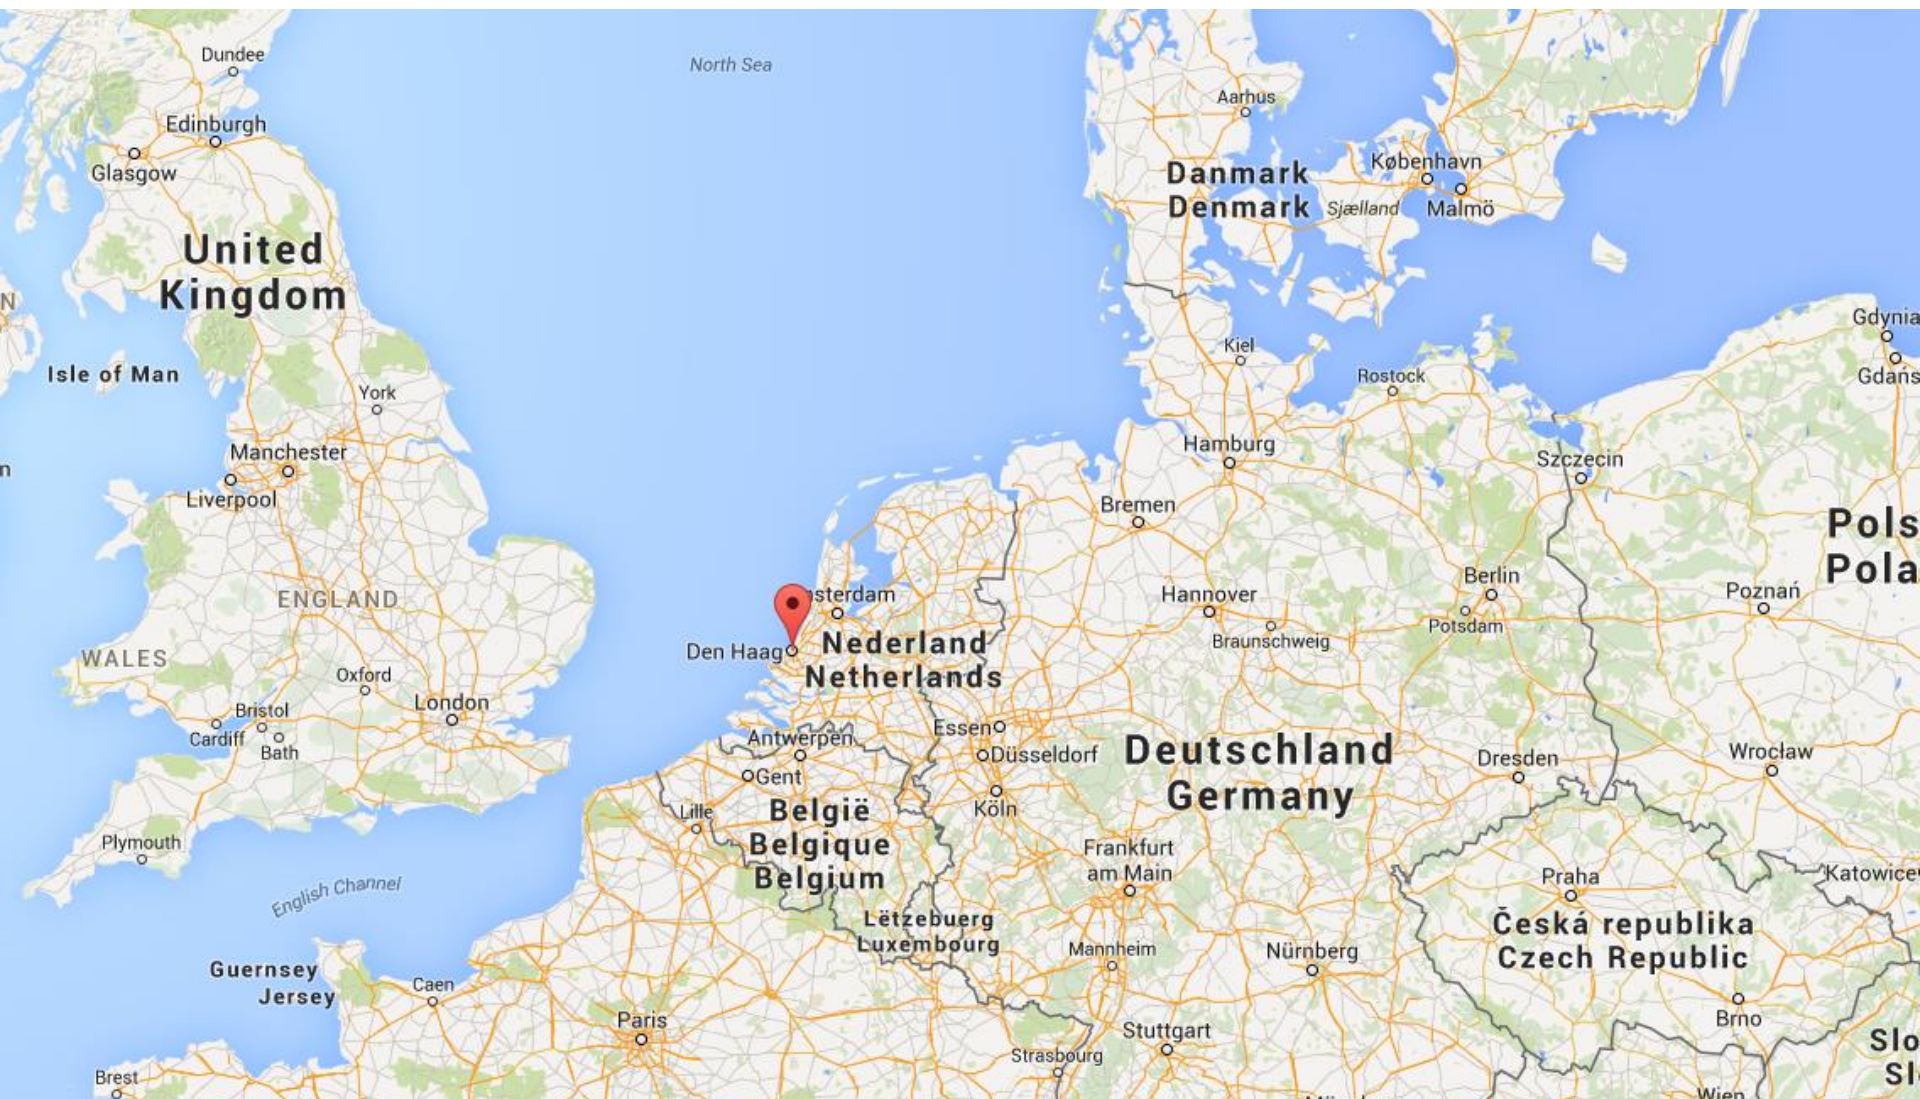 Dundee
North Sea
Aarhus
Edinburgh
Glasgow
København
Danmark
Denmark
Sjælland
Malmö
United
Kingdom
N
Gdynia
Isle of Man
Kiel
Rostock
Gdańs
York
Manchester
Hamburg
Szczecin
n
Liverpool
Bremen
Pols
Pola
Berlin
Poznań
ENGLAND
sterdam
Hannover
Potsdam
Braunschweig
Den Haag
Nederland
Netherlands
WALES
Oxford
London
Bristol
Cardiff
Bath
Essen
Antwerpen
Düsseldorf
Deutschland
Germany
Dresden
Wrocław
Gent
Lille
België
Belgique
Belgium
Köln
Plymouth
Frankfurt
am Main
English Channel
Praha
Katowice
Lëtzebuerg
Luxembourg
Česká republika
Czech Republic
Mannheim
Nürnberg
Guernsey
Jersey
Caen
Paris
Brno
Stuttgart
Strasbourg
Slo
Sl
Brest
Wien